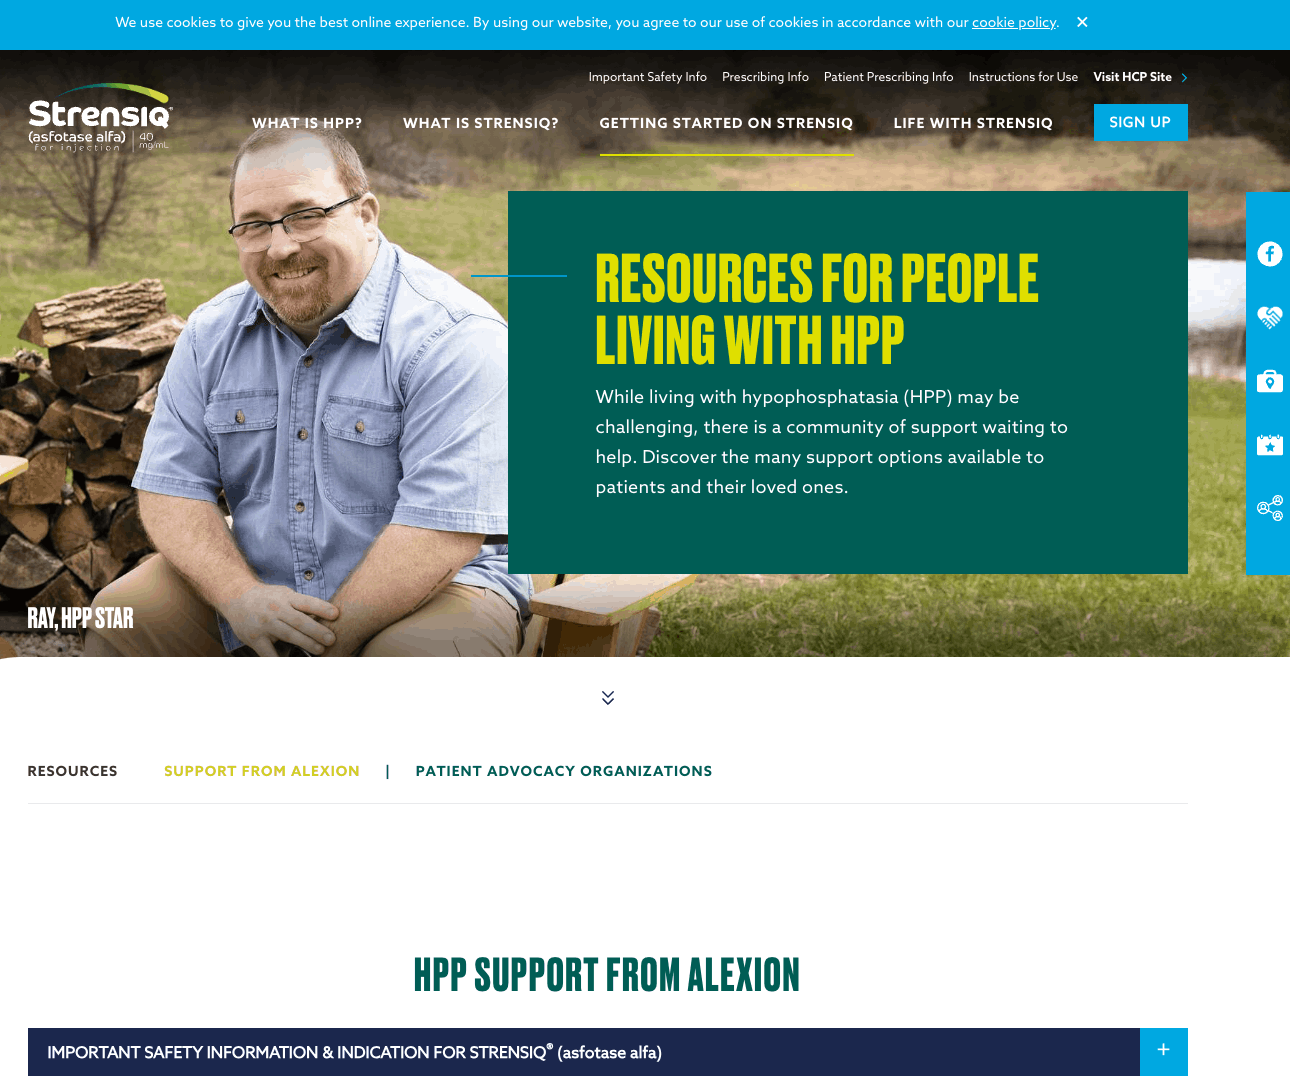 We use cookies to give you the best online experience. By using our website, you agree to our use of cookies in accordance with our cookie policy. ✕
Important Safety Info Prescribing Info Patient Prescribing Info Instructions for Use Visit HCP Site
Strensiq®
(asfotase alfa) 40
for injection mg/mL
WHAT IS HPP? WHAT IS STRENSIQ? GETTING STARTED ON STRENSIQ LIFE WITH STRENSIQ SIGN UP
RESOURCES FOR PEOPLE
LIVING WITH HPP
While living with hypophosphatasia (HPP) may be
challenging, there is a community of support waiting to
help. Discover the many support options available to
patients and their loved ones.
RAY, HPP STAR
RESOURCES SUPPORT FROM ALEXION | PATIENT ADVOCACY ORGANIZATIONS
HPP SUPPORT FROM ALEXION
IMPORTANT SAFETY INFORMATION & INDICATION FOR STRENSIQ® (asfotase alfa) +